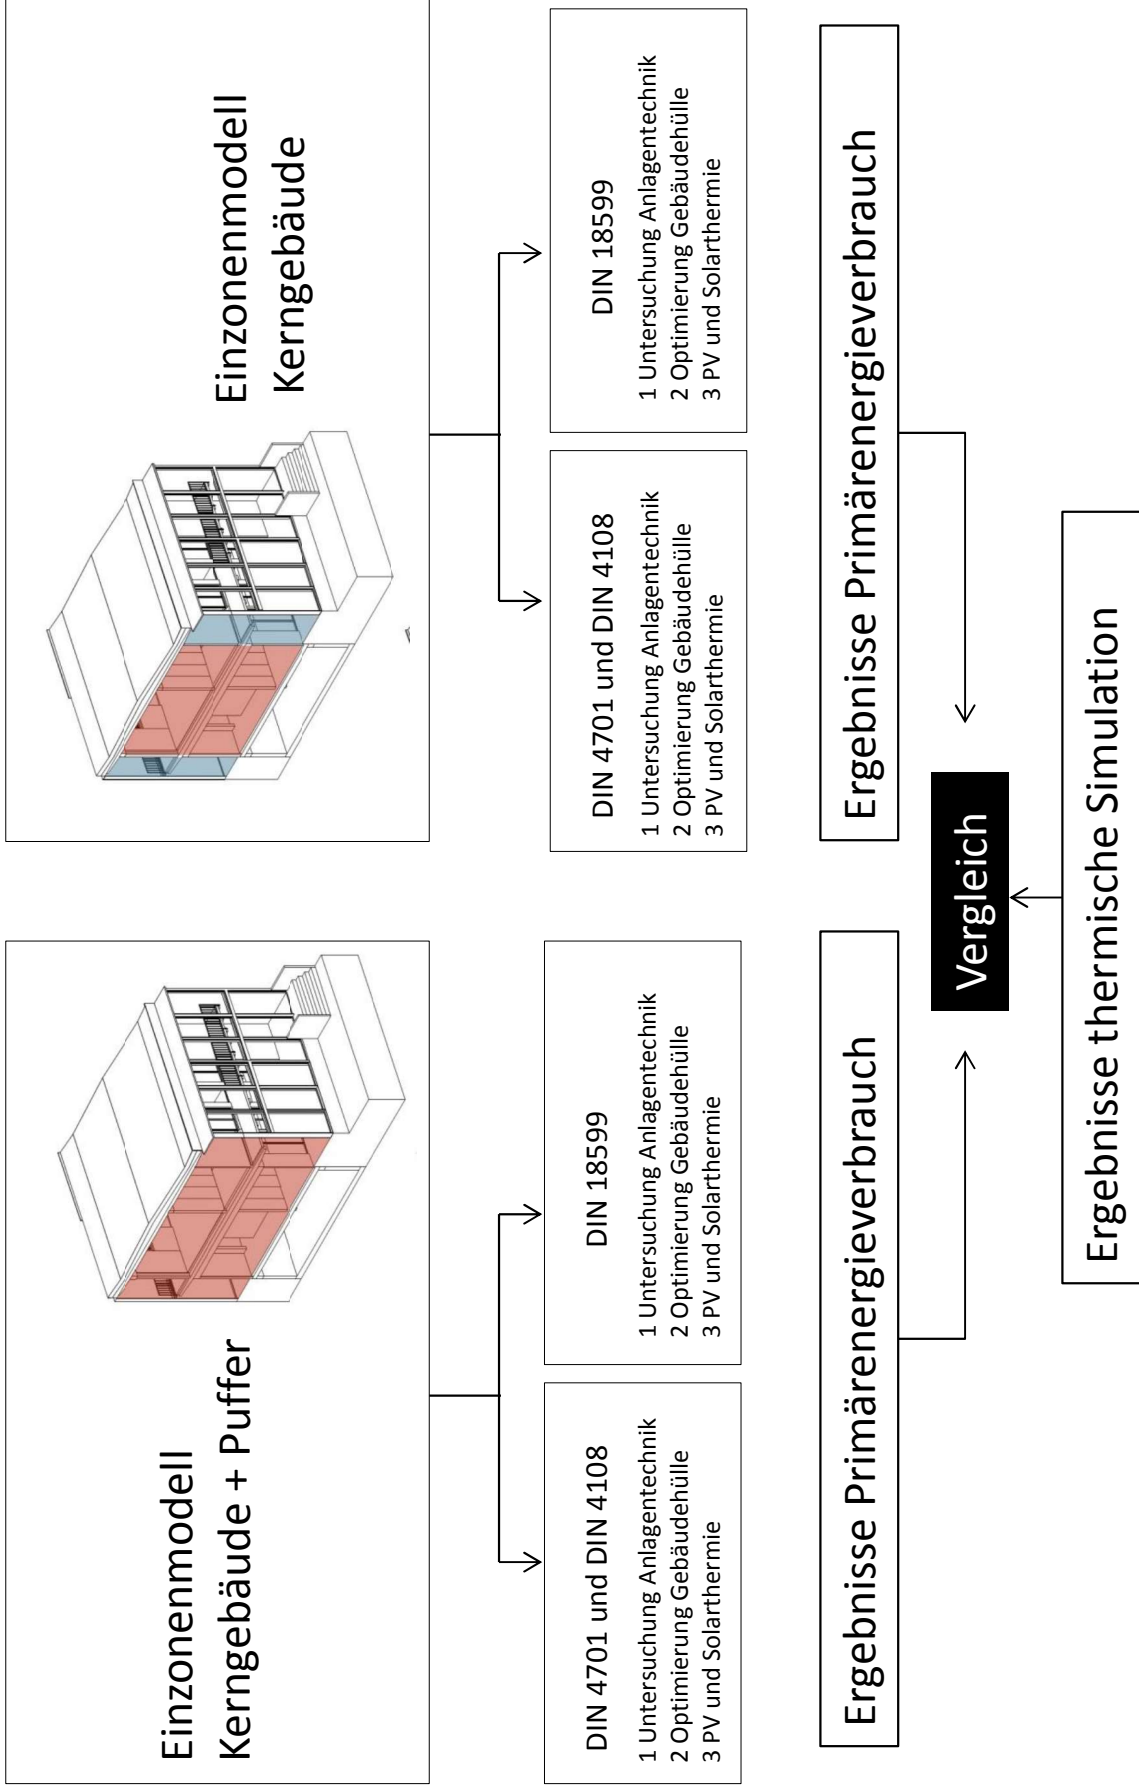 Einzonenmodell
Kerngebäude + Puffer
DIN 4701 und DIN 4108
1 Untersuchung Anlagentechnik
2 Optimierung Gebäudehülle
3 PV und Solarthermie
DIN 18599
1 Untersuchung Anlagentechnik
2 Optimierung Gebäudehülle
3 PV und Solarthermie
Ergebnisse Primärenergieverbrauch
Einzonenmodell
Kerngebäude
DIN 4701 und DIN 4108
1 Untersuchung Anlagentechnik
2 Optimierung Gebäudehülle
3 PV und Solarthermie
DIN 18599
1 Untersuchung Anlagentechnik
2 Optimierung Gebäudehülle
3 PV und Solarthermie
Ergebnisse Primärenergieverbrauch
Vergleich
Ergebnisse thermische Simulation